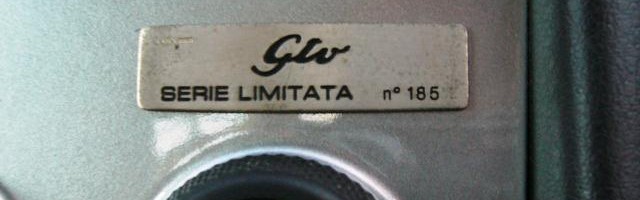 Gtv
SERIE LIMITATA n° 185